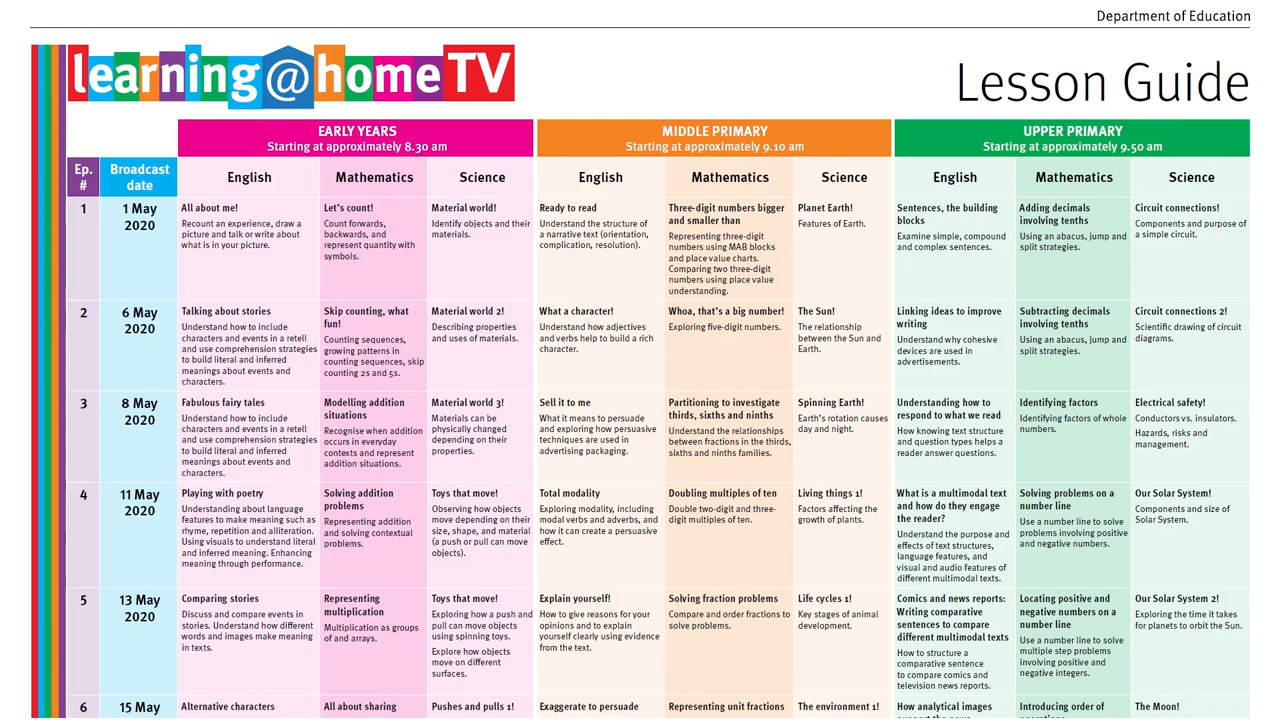 Department of Education
learning@homeTV
Lesson Guide
EARLY YEARS
Starting at approximately 8.30 am
MIDDLE PRIMARY
Starting at approximately 9.10 am
UPPER PRIMARY
Starting at approximately 9.50 am
Ep.
#
Broadcast
date
English
Mathematics
Science
English
Mathematics
Science
English
Mathematics
Science
1
1 May
2020
All about me!
Recount an experience, draw a
picture and talk or write about
what is in your picture.
Let's count!
Count forwards,
backwards, and
represent quantity with
symbols.
Material world!
Identify objects and their
materials.
Ready to read
Understand the structure of
a narrative text (orientation,
complication, resolution).
Three-digit numbers bigger
and smaller than
Representing three-digit
numbers using MAB blocks
and place value charts.
Comparing two three-digit
numbers using place value
understanding.
Planet Earth!
Features of Earth.
Sentences, the building
blocks
Examine simple, compound
and complex sentences.
Adding decimals
involving tenths
Using an abacus, jump and
split strategies.
Circuit connections!
Components and purpose of
a simple circuit.
2
6 May
2020
Talking about stories
Understand how to include
characters and events in a retell
and use comprehension strategies
to build literal and inferred
meanings about events and
characters.
Skip counting, what
fun!
Counting sequences,
growing patterns in
counting sequences, skip
counting 2s and 5s.
Material world 2!
Describing properties
and uses of materials.
What a character!
Understand how adjectives
and verbs help to build a rich
character.
Whoa, that's a big number!
Exploring five-digit numbers.
The Sun!
The relationship
between the Sun and
Earth.
Linking ideas to improve
writing
Understand why cohesive
devices are used in
advertisements.
Subtracting decimals
involving tenths
Using an abacus, jump and
split strategies.
Circuit connections 2!
Scientific drawing of circuit
diagrams.
3
8 May
2020
Fabulous fairy tales
Understand how to include
characters and events in a retell
and use comprehension strategies
to build literal and inferred
meanings about events and
characters.
Modelling addition
situations
Recognise when addition
occurs in everyday
contexts and represent
addition situations.
Material world 3!
Materials can be
physically changed
depending on their
properties.
Sell it to me
What it means to persuade
and exploring how persuasive
techniques are used in
advertising packaging.
Partitioning to investigate
thirds, sixths and ninths
Understand the relationships
between fractions in the thirds,
sixths and ninths families.
Spinning Earth!
Earth's rotation causes
day and night.
Understanding how to
respond to what we read
How knowing text structure
and question types helps a
reader answer questions.
Identifying factors
Identifying factors of whole
numbers.
Electrical safety!
Conductors vs. insulators.
Hazards, risks and
management.
4
11 May
2020
Playing with poetry
Understanding about language
features to make meaning such as
rhyme, repetition and alliteration.
Using visuals to understand literal
and inferred meaning. Enhancing
meaning through performance.
Solving addition
problems
Representing addition
and solving contextual
problems.
Toys that move!
Observing how objects
move depending on their
size, shape, and material
(a push or pull can move
objects).
Total modality
Exploring modality, including
modal verbs and adverbs, and
how it can create a persuasive
effect.
Doubling multiples of ten
Double two-digit and three-
digit multiples of ten.
Living things 1!
Factors affecting the
growth of plants.
What is a multimodal text
and how do they engage
the reader?
Understand the purpose and
effects of text structures,
language features, and
visual and audio features of
different multimodal texts.
Solving problems on a
number line
Use a number line to solve
problems involving positive
and negative numbers.
Our Solar System!
Components and size of
Solar System.
5
13 May
2020
Comparing stories
Discuss and compare events in
stories. Understand how different
words and images make meaning
in texts.
Representing
multiplication
Multiplication as groups
of and arrays.
Toys that move!
Exploring how a push and
pull can move objects
using spinning toys.
Explore how objects
move on different
surfaces.
Explain yourself!
How to give reasons for your
opinions and to explain
yourself clearly using evidence
from the text.
Solving fraction problems
Compare and order fractions to
solve problems.
Life cycles 1!
Key stages of animal
development.
Comics and news reports:
Writing comparative
sentences to compare
different multimodal texts
How to structure a
comparative sentence
to compare comics and
television news reports.
Locating positive and
negative numbers on a
number line
Use a number line to solve
multiple step problems
involving positive and
negative integers.
Our Solar System 2!
Exploring the time it takes
for planets to orbit the Sun.
6
15 May
Alternative characters
All about sharing
Pushes and pulls 1!
Exaggerate to persuade
Representing unit fractions
The environment 1!
How analytical images
support the news
Introducing order of
operations
The Moon!